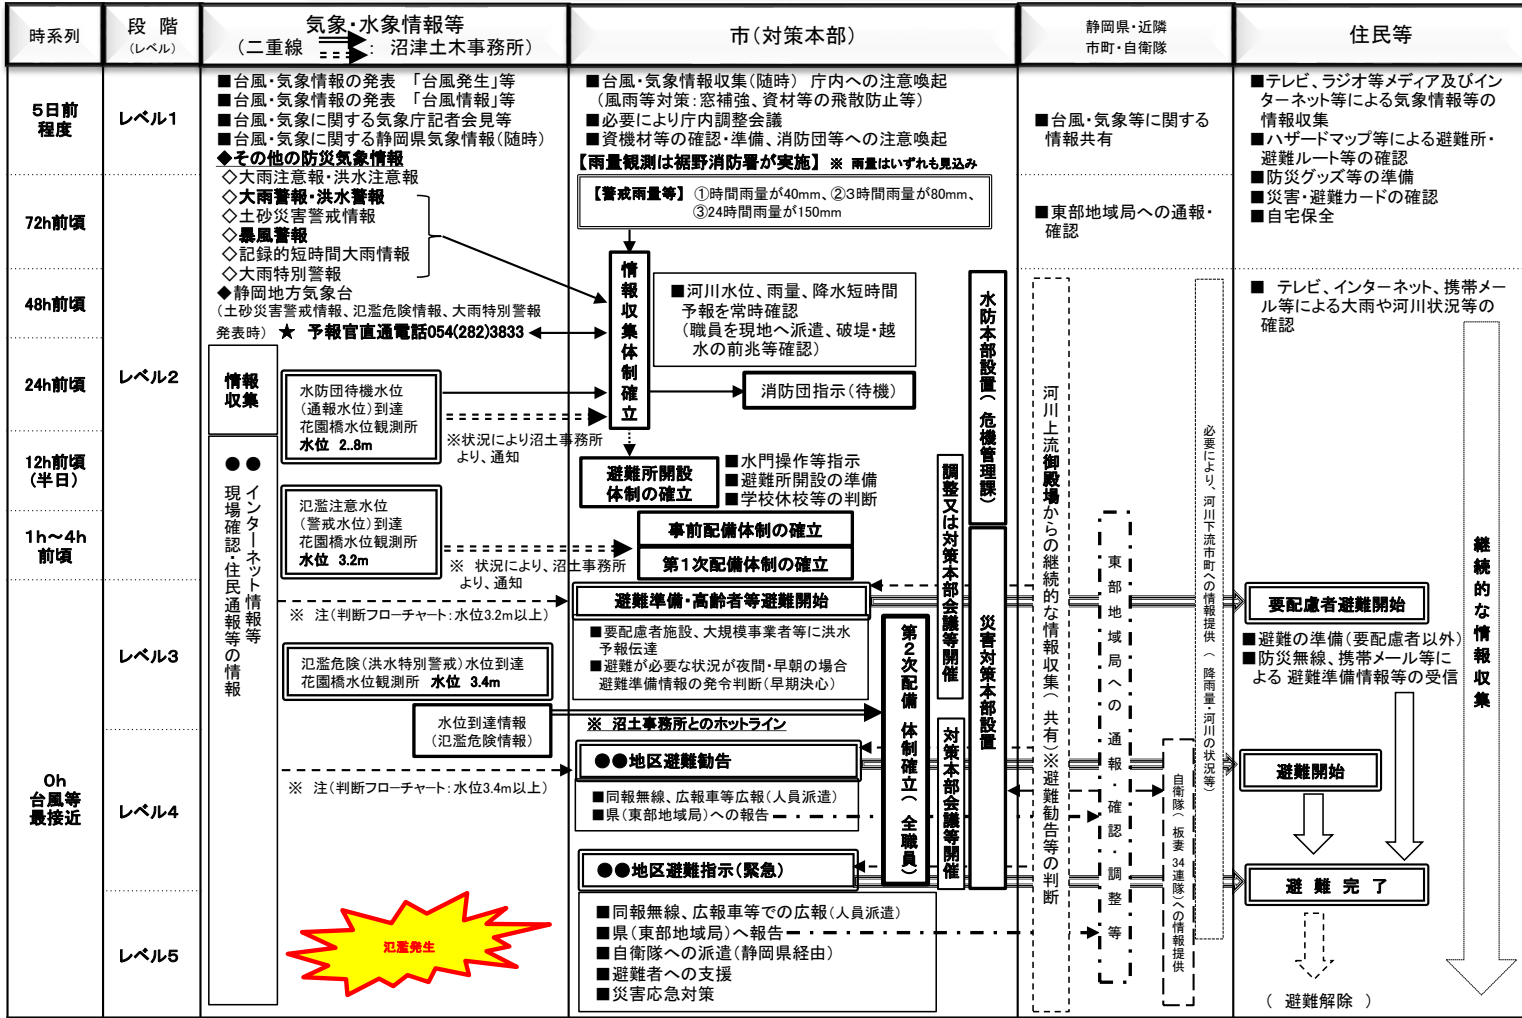 時系列
段 階
(レベル)
気象・水象情報等
(二重線 : 沼津土木事務所)
市(対策本部)
静岡県・近隣
市町・自衛隊
住民等
5日前
程度
72h前頃
48h前頃
24h前頃
12h前頃
(半日)
1h～4h
前頃
0h
台風等
最接近
レベル1
レベル2
レベル3
レベル4
レベル5
■台風・気象情報の発表 「台風発生」等
■台風・気象情報の発表 「台風情報」等
■台風・気象に関する気象庁記者会見等
■台風・気象に関する静岡県気象情報(随時)
◆その他の防災気象情報
◇大雨注意報・洪水注意報
◇大雨警報・洪水警報
◇土砂災害警戒情報
◇暴風警報
◇記録的短時間大雨情報
◇大雨特別警報
◆静岡地方気象台
(土砂災害警戒情報、氾濫危険情報、大雨特別警報
発表時) ★ 予報官直通電話054(282)3833
情報
収集
水防団待機水位
(通報水位)到達
花園橋水位観測所
水位 2..8m
※状況により沼土事務所
より、通知
●インターネット情報等
●現場確認・住民通報等の情報
氾濫注意水位
(警戒水位)到達
花園橋水位観測所
水位 3.2m
※ 状況により、沼土事務所
より、通知
※ 注(判断フローチャート:水位3.2m以上)
氾濫危険(洪水特別警戒)水位到達
花園橋水位観測所 水位 3.4m
水位到達情報
(氾濫危険情報)
※ 注(判断フローチャート:水位3.4m以上)
氾濫発生
■台風・気象情報収集(随時) 庁内への注意喚起
(風雨等対策:窓補強、資材等の飛散防止等)
■必要により庁内調整会議
■資機材等の確認・準備、消防団等への注意喚起
【雨量観測は裾野消防署が実施】 ※ 雨量はいずれも見込み
【警戒雨量等】 ①時間雨量が40mm、②3時間雨量が80mm、
③24時間雨量が150mm
情報収集体制確立
■河川水位、雨量、降水短時間
予報を常時確認
(職員を現地へ派遣、破堤・越
水の前兆等確認)
消防団指示(待機)
避難所開設
体制の確立
■水門操作等指示
■避難所開設の準備
■学校休校等の判断
事前配備体制の確立
第1次配備体制の確立
避難準備・高齢者等避難開始
■要配慮者施設、大規模事業者等に洪水
予報伝達
■避難が必要な状況が夜間・早朝の場合
避難準備情報の発令判断(早期決心)
※ 沼土事務所とのホットライン
●●地区避難勧告
■同報無線、広報車等広報(人員派遣)
■県(東部地域局)への報告
●●地区避難指示(緊急)
■同報無線、広報車等での広報(人員派遣)
■県(東部地域局)へ報告
■自衛隊への派遣(静岡県経由)
■避難者への支援
■災害応急対策
第2次配備 体制確立(全職員)
調整又は対策本部会議等開催
対策本部会議等開催
水防本部設置(危機管理課)
災害対策本部設置
■台風・気象等に関する
情報共有
■東部地域局への通報・
確認
河川上流御殿場からの継続的な情報収集(共有)※避難勧告等の判断
東部地域局への通報・確認・調整等
自衛隊(板妻34連隊)への情報提供
必要により、河川下流市町への情報提供(降雨量・河川の状況等)
■テレビ、ラジオ等メディア及びイン
ターネット等による気象情報等の
情報収集
■ハザードマップ等による避難所・
避難ルート等の確認
■防災グッズ等の準備
■災害・避難カードの確認
■自宅保全
■ テレビ、インターネット、携帯メー
ル等による大雨や河川状況等の
確認
要配慮者避難開始
■避難の準備(要配慮者以外)
■防災無線、携帯メール等に
よる 避難準備情報等の受信
避難開始
避 難 完 了
( 避難解除 )
継続的な情報収集